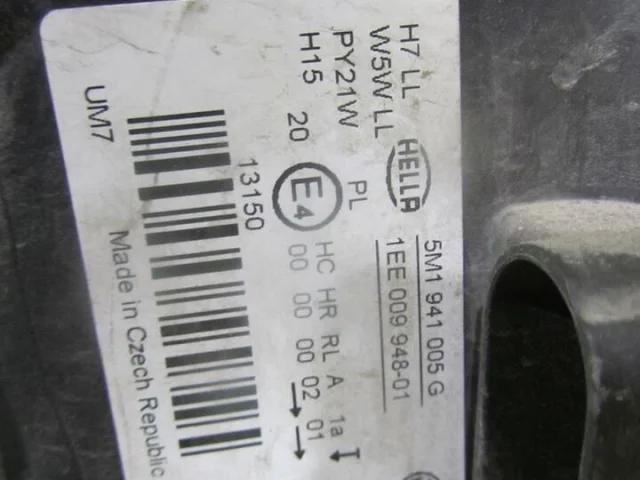 H7 LL
W5W LL
PY21W
H15 20
HELLA
5M1 941 005 G
1EE 009 948-01
PL
E4
HC HR RL A 1a
00 00 00 02 01
13150
UM7
Made in Czech Republic